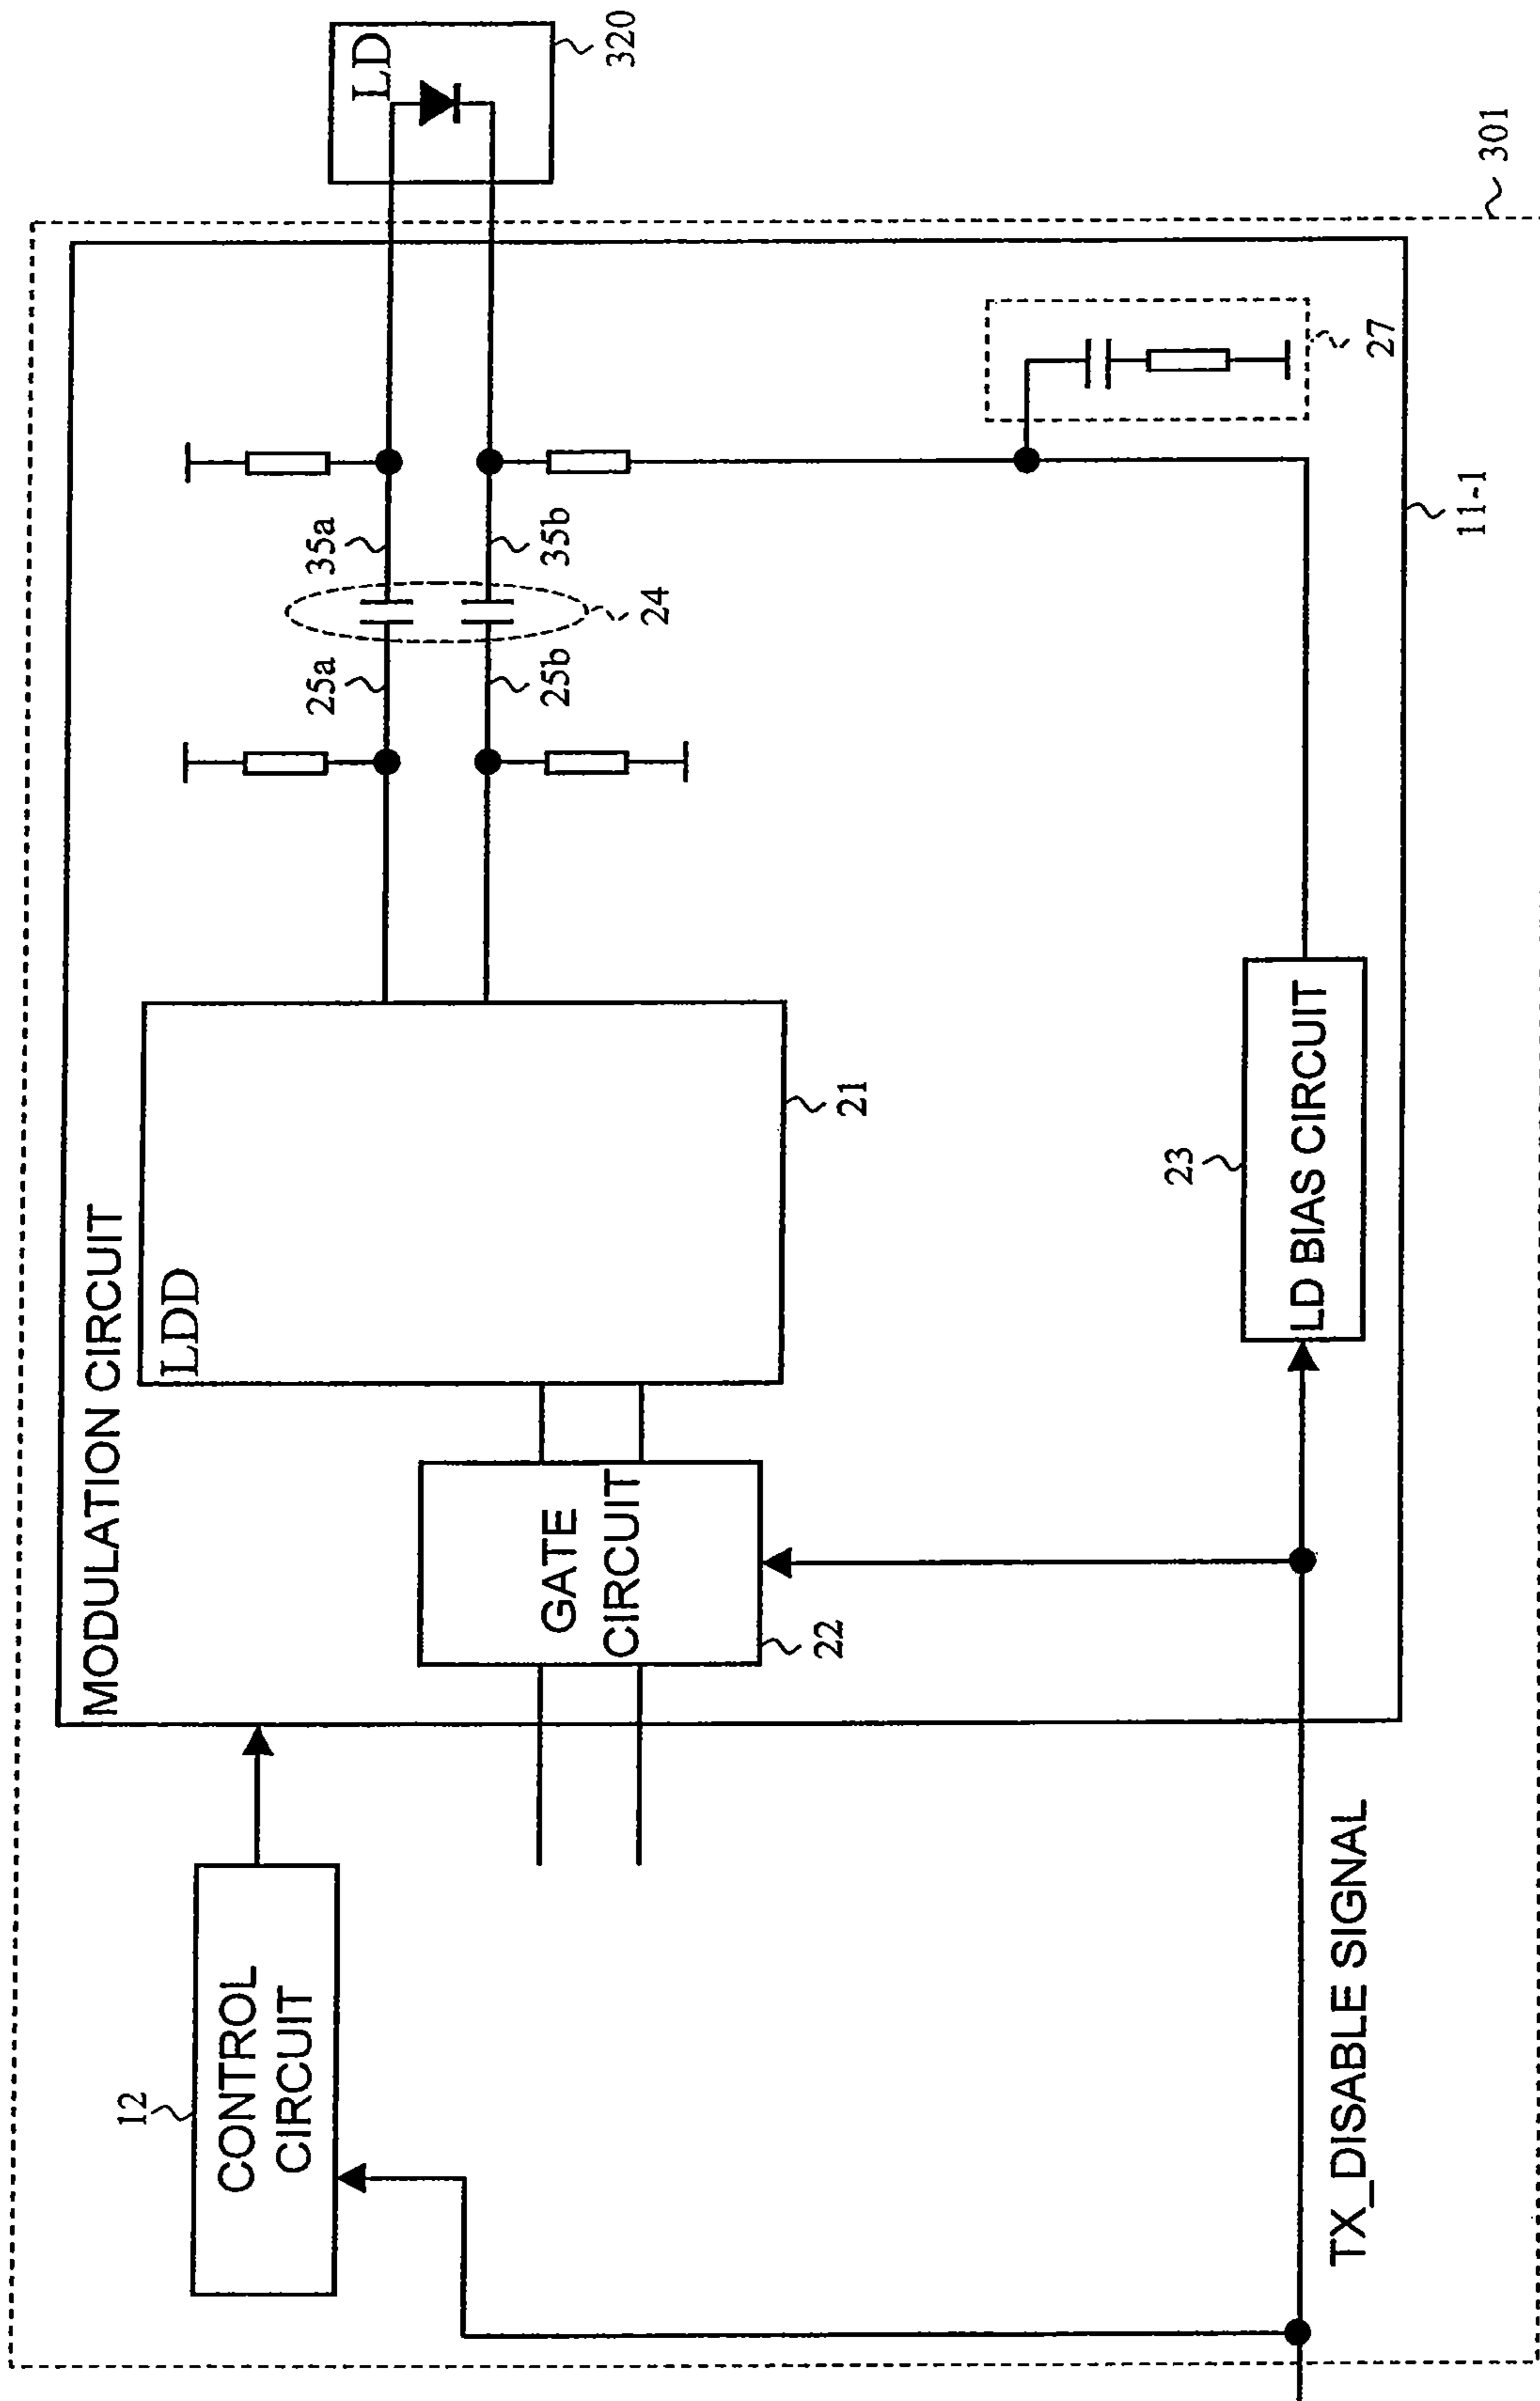 301
MODULATION CIRCUIT
12
CONTROL
CIRCUIT
LDD
LD
320
25a
35a
25b
35b
24
GATE
CIRCUIT
22
21
27
23
LD BIAS CIRCUIT
TX_DISABLE SIGNAL
11-1